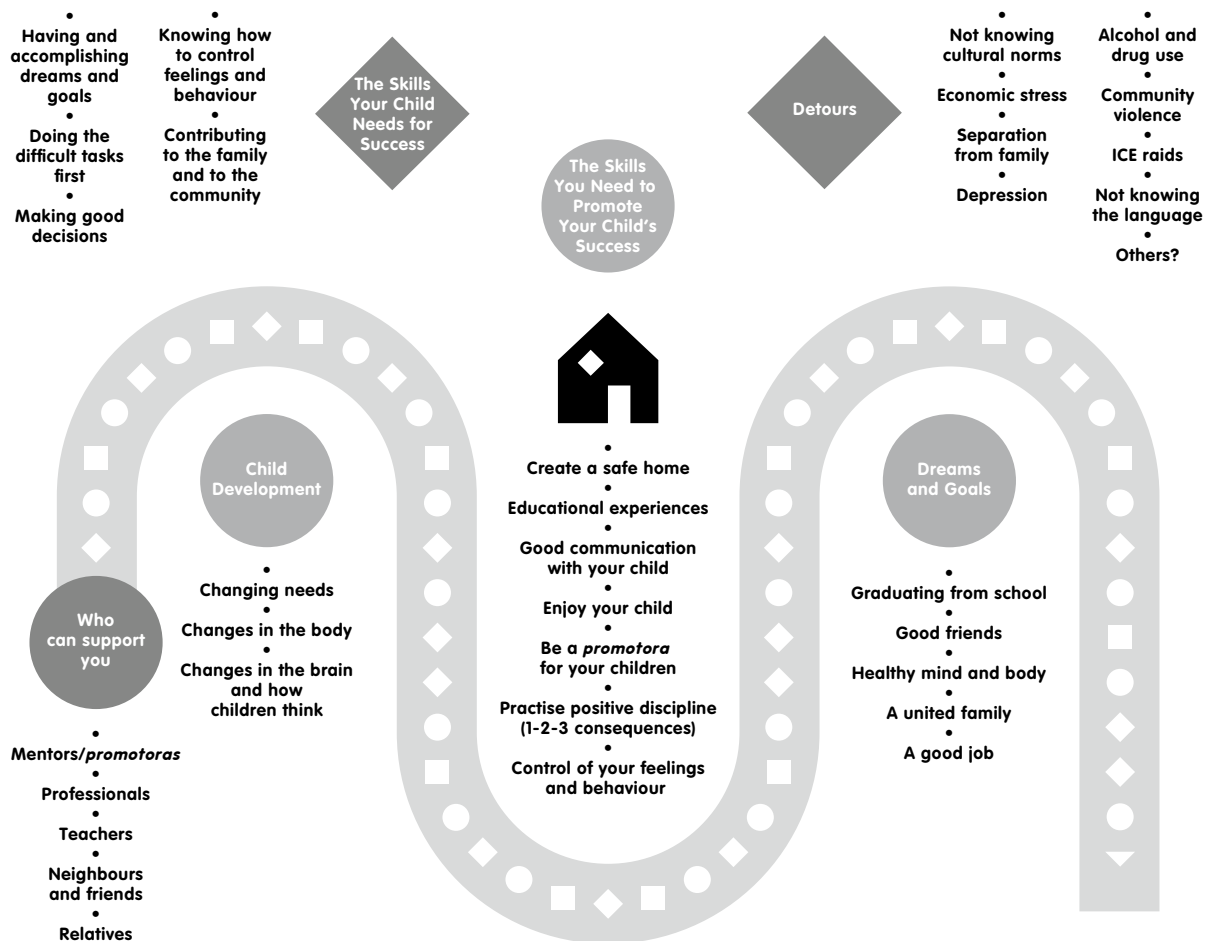 •
Having and
accomplishing
dreams and
goals
•
Doing the
difficult tasks
first
•
Making good
decisions
•
Knowing how
to control
feelings and
behaviour
•
Contributing
to the family
and to the
community
The Skills
Your Child
Needs for
Success
The Skills
You Need to
Promote
Your Child's
Success
Detours
•
Not knowing
cultural norms
•
Economic stress
•
Separation
from family
•
Depression
•
Alcohol and
drug use
•
Community
violence
•
ICE raids
•
Not knowing
the language
•
Others?
Who
can support
you
•
Mentors/promotoras
•
Professionals
•
Teachers
•
Neighbours
and friends
•
Relatives
Child
Development
•
Changing needs
•
Changes in the body
•
Changes in the brain
and how
children think
•
Create a safe home
•
Educational experiences
•
Good communication
with your child
•
Enjoy your child
•
Be a promotora
for your children
•
Practise positive discipline
(1-2-3 consequences)
•
Control of your feelings
and behaviour
Dreams
and Goals
•
Graduating from school
•
Good friends
•
Healthy mind and body
•
A united family
•
A good job